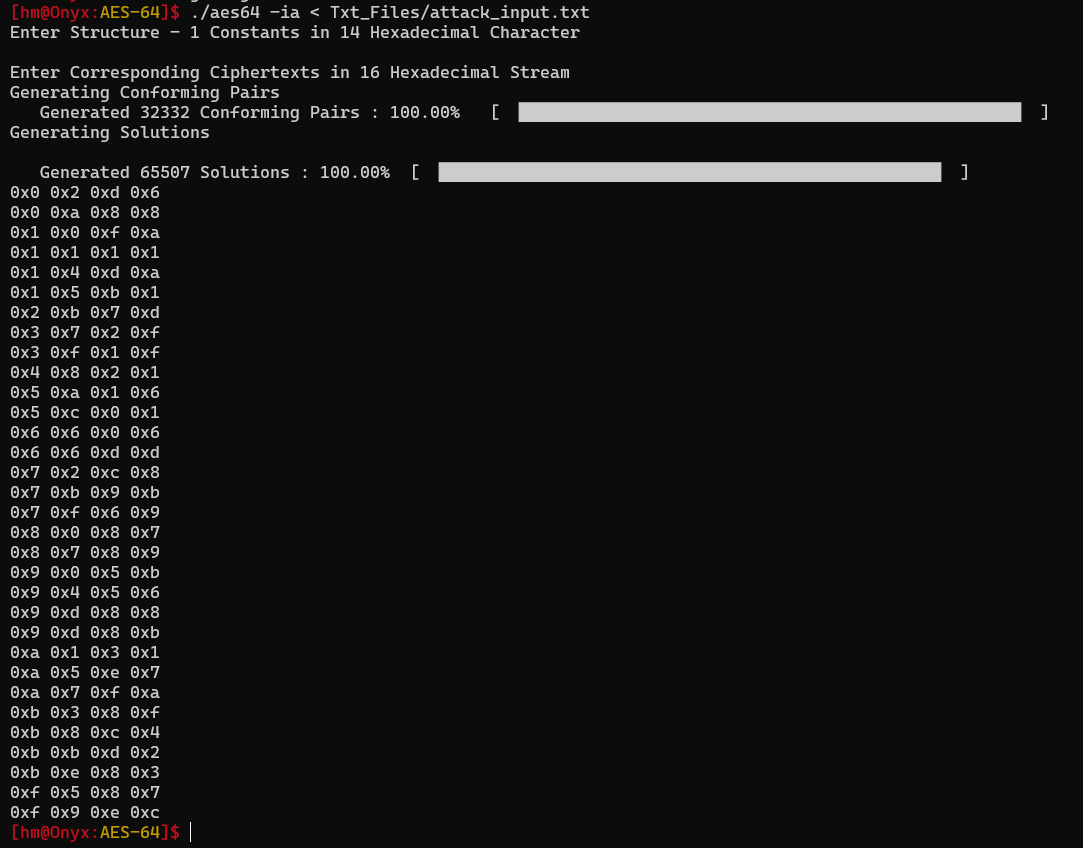 [hm@Onyx:AES-64]$ ./aes64 -ia < Txt_Files/attack_input.txt
Enter Structure - 1 Constants in 14 Hexadecimal Character
Enter Corresponding Ciphertexts in 16 Hexadecimal Stream
Generating Conforming Pairs
Generated 32332 Conforming Pairs : 100.00% [ ]
Generating Solutions
Generated 65507 Solutions : 100.00% [ ]
0x0 0x2 0xd 0x6
0x0 0xa 0x8 0x8
0x1 0x0 0xf 0xa
0x1 0x1 0x1 0x1
0x1 0x4 0xd 0xa
0x1 0x5 0xb 0x1
0x2 0xb 0x7 0xd
0x3 0x7 0x2 0xf
0x3 0xf 0x1 0xf
0x4 0x8 0x2 0x1
0x5 0xa 0x1 0x6
0x5 0xc 0x0 0x1
0x6 0x6 0x0 0x6
0x6 0x6 0xd 0xd
0x7 0x2 0xc 0x8
0x7 0xb 0x9 0xb
0x7 0xf 0x6 0x9
0x8 0x0 0x8 0x7
0x8 0x7 0x8 0x9
0x9 0x0 0x5 0xb
0x9 0x4 0x5 0x6
0x9 0xd 0x8 0x8
0x9 0xd 0x8 0xb
0xa 0x1 0x3 0x1
0xa 0x5 0xe 0x7
0xa 0x7 0xf 0xa
0xb 0x3 0x8 0xf
0xb 0x8 0xc 0x4
0xb 0xb 0xd 0x2
0xb 0xe 0x8 0x3
0xf 0x5 0x8 0x7
0xf 0x9 0xe 0xc
[hm@Onyx:AES-64]$